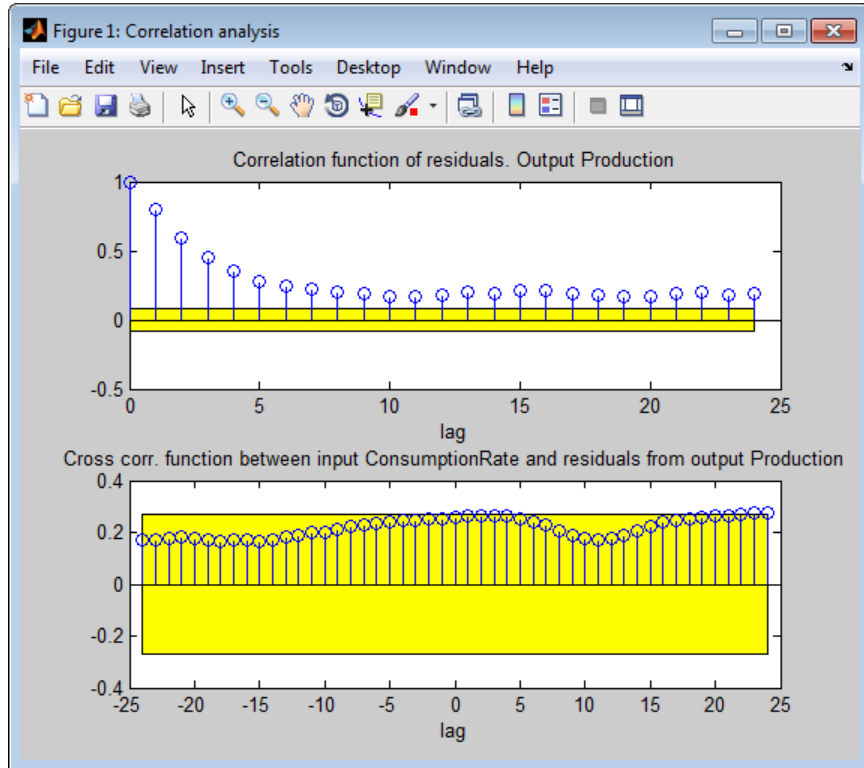 Figure 1: Correlation analysis
File Edit View Insert Tools Desktop Window Help
Correlation function of residuals. Output Production
1
0.5
0
-0.5
0 5 10 15 20 25
lag
Cross corr. function between input ConsumptionRate and residuals from output Production
0.4
0.2
0
-0.2
-0.4
-25 -20 -15 -10 -5 0 5 10 15 20 25
lag